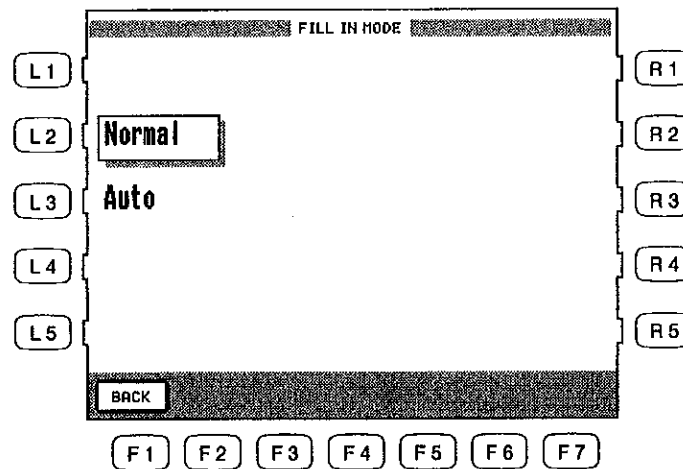 FILL IN MODE
L1
R1
L2
Normal
R2
L3
Auto
R3
L4
R4
L5
R5
BACK
F1 F2 F3 F4 F5 F6 F7